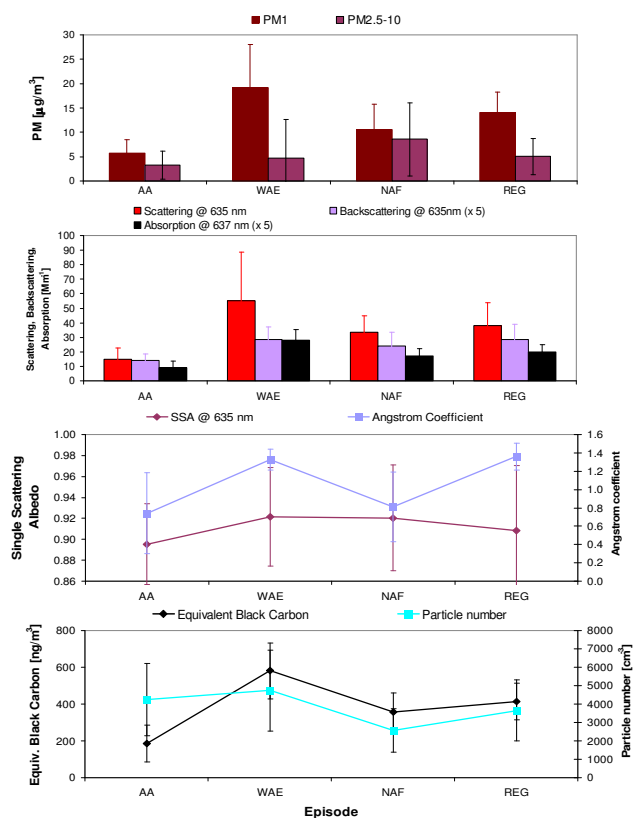 PM1 PM2.5-10
PM [µg/m³]
30
25
20
15
10
5
0
AA WAE NAF REG
Scattering @ 635 nm Backscattering @ 635nm (x 5)
Absorption @ 637 nm (x 5)
Scattering, Backscattering,
Absorption [Mm⁻¹]
100
90
80
70
60
50
40
30
20
10
0
AA WAE NAF REG
SSA @ 635 nm Angstrom Coefficient
Single Scattering
Albedo
1.00
0.98
0.96
0.94
0.92
0.90
0.88
0.86
1.6
1.4
1.2
1.0
0.8
0.6
0.4
0.2
0.0
Angstrom coefficient
AA WAE NAF REG
Equivalent Black Carbon Particle number
Equiv. Black Carbon [ng/m³]
800
600
400
200
0
8000
7000
6000
5000
4000
3000
2000
1000
0
Particle number [cm³]
AA WAE NAF REG
Episode